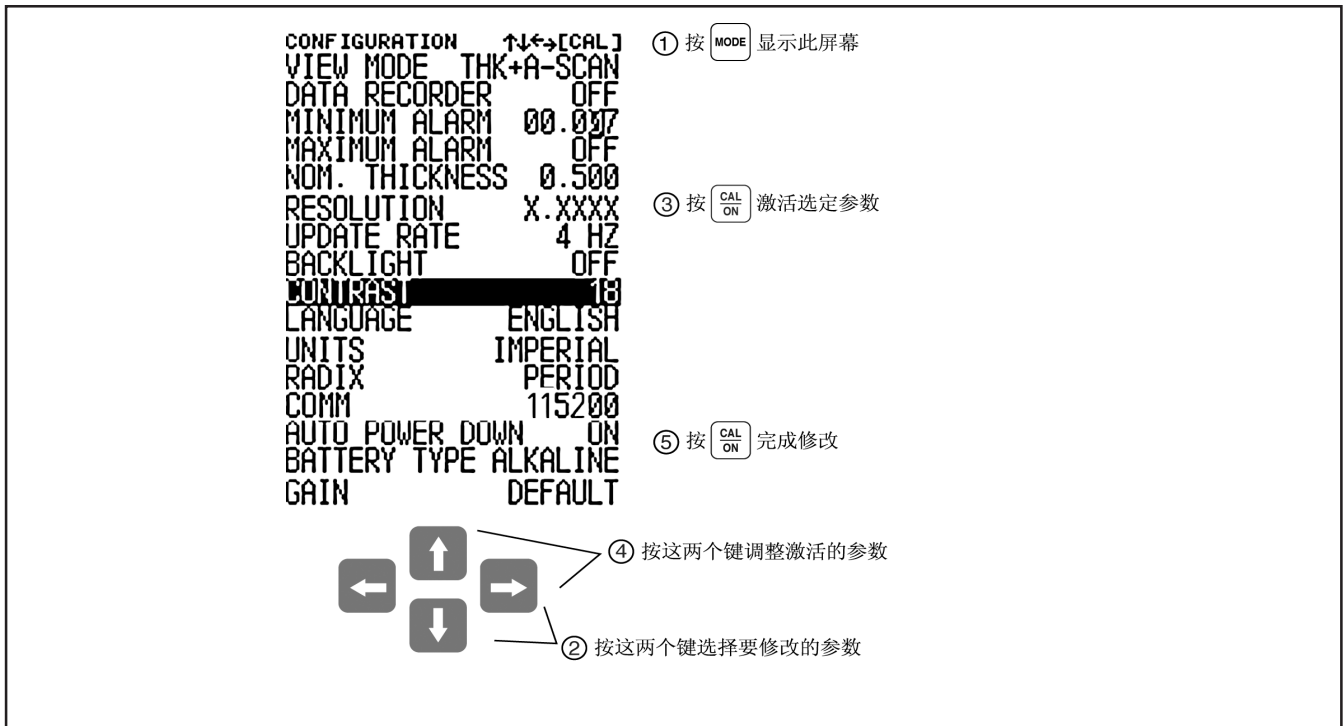 CONFIGURATION ↑↓←→[CAL]
VIEW MODE THK+A-SCAN
DATA RECORDER OFF
MINIMUM ALARM
MAXIMUM ALARM OFF
NOM. THICKNESS 0.500
RESOLUTION X.XXXX
UPDATE RATE 4 HZ
BACKLIGHT OFF
CONTRAST 18
LANGUAGE ENGLISH
UNITS IMPERIAL
RADIX PERIOD
COMM 115200
AUTO POWER DOWN ON
BATTERY TYPE ALKALINE
GAIN DEFAULT
① 按 MODE 显示此屏幕
③ 按 CAL ON 激活选定参数
⑤ 按 CAL ON 完成修改
④ 按这两个键调整激活的参数
② 按这两个键选择要修改的参数